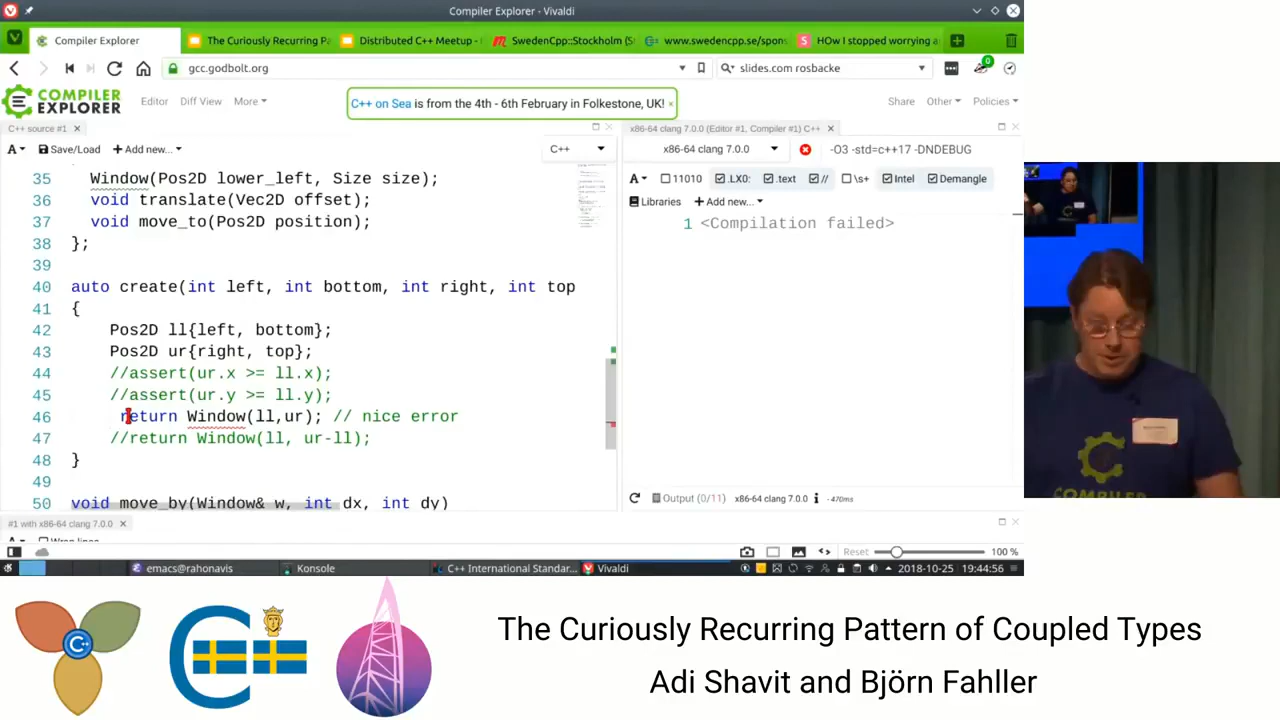 Compiler Explorer - Vivaldi
Compiler Explorer
The Curiously Recurring Pa
Distributed C++ Meetup -
SwedenCpp::Stockholm (S
www.swedencpp.se/spon
HOw I stopped worrying a
gcc.godbolt.org
slides.com rosbacke
0
COMPILER
EXPLORER
Editor
Diff View
More
C++ on Sea is from the 4th - 6th February in Folkestone, UK! ×
Share
Other
Policies
C++ source #1 ×
x86-64 clang 7.0.0 (Editor #1, Compiler #1) C++ ×
A
Save/Load
+ Add new...
C++
x86-64 clang 7.0.0
-O3 -std=c++17 -DNDEBUG
A
11010
.LX0:
.text
//
\s+
Intel
Demangle
Libraries
+ Add new...
1 <Compilation failed>
35 Window(Pos2D lower_left, Size size);
36 void translate(Vec2D offset);
37 void move_to(Pos2D position);
38 };
39
40 auto create(int left, int bottom, int right, int top
41 {
42 Pos2D ll{left, bottom};
43 Pos2D ur{right, top};
44 //assert(ur.x >= ll.x);
45 //assert(ur.y >= ll.y);
46 return Window(ll,ur); // nice error
47 //return Window(ll, ur-ll);
48 }
49
50 void move_by(Window& w, int dx, int dy)
Output (0/11) x86-64 clang 7.0.0 i - 470ms
#1 with x86-64 clang 7.0.0 ×
A
Wrap lines
Reset
100 %
emacs@rahonavis
Konsole
C++ International Standar...
Vivaldi
2018-10-25 19:44:56
C++
The Curiously Recurring Pattern of Coupled Types
Adi Shavit and Björn Fahller